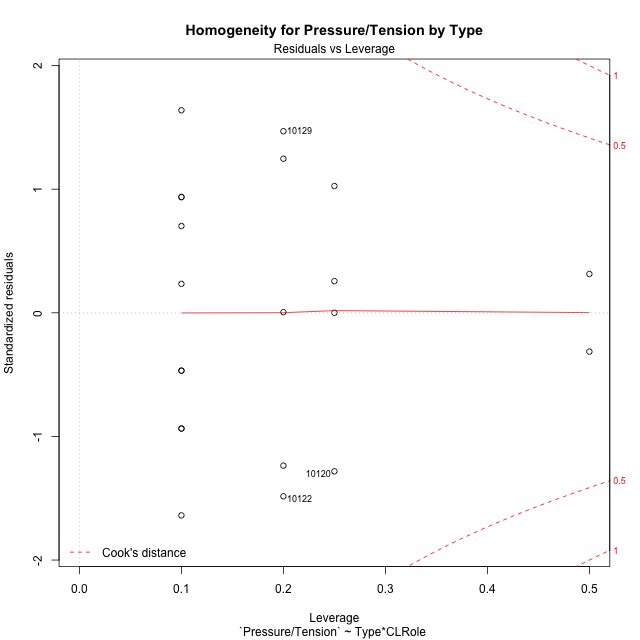 Homogeneity for Pressure/Tension by Type
Residuals vs Leverage
2
1
0
-1
-2
Standardized residuals
1
0.5
0.5
1
10129
10120
10122
Cook's distance
0.0 0.1 0.2 0.3 0.4 0.5
Leverage
`Pressure/Tension` ~ Type*CLRole